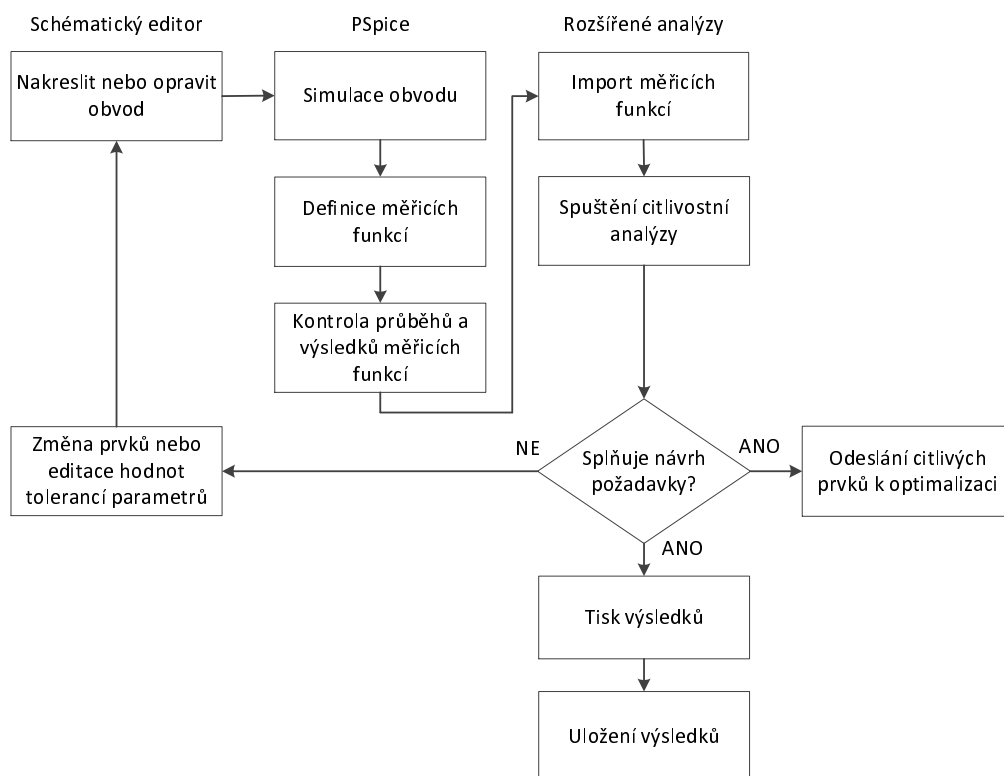 Schématický editor
PSpice
Rozšířené analýzy
Nakreslit nebo opravit
obvod
Simulace obvodu
Import měřicích
funkcí
Definice měřicích
funkcí
Spuštění citlivostní
analýzy
Kontrola průběhů a
výsledků měřicích
funkcí
Změna prvků nebo
editace hodnot
tolerancí parametrů
NE
Splňuje návrh
požadavky?
ANO
Odeslání citlivých
prvků k optimalizaci
ANO
Tisk výsledků
Uložení výsledků